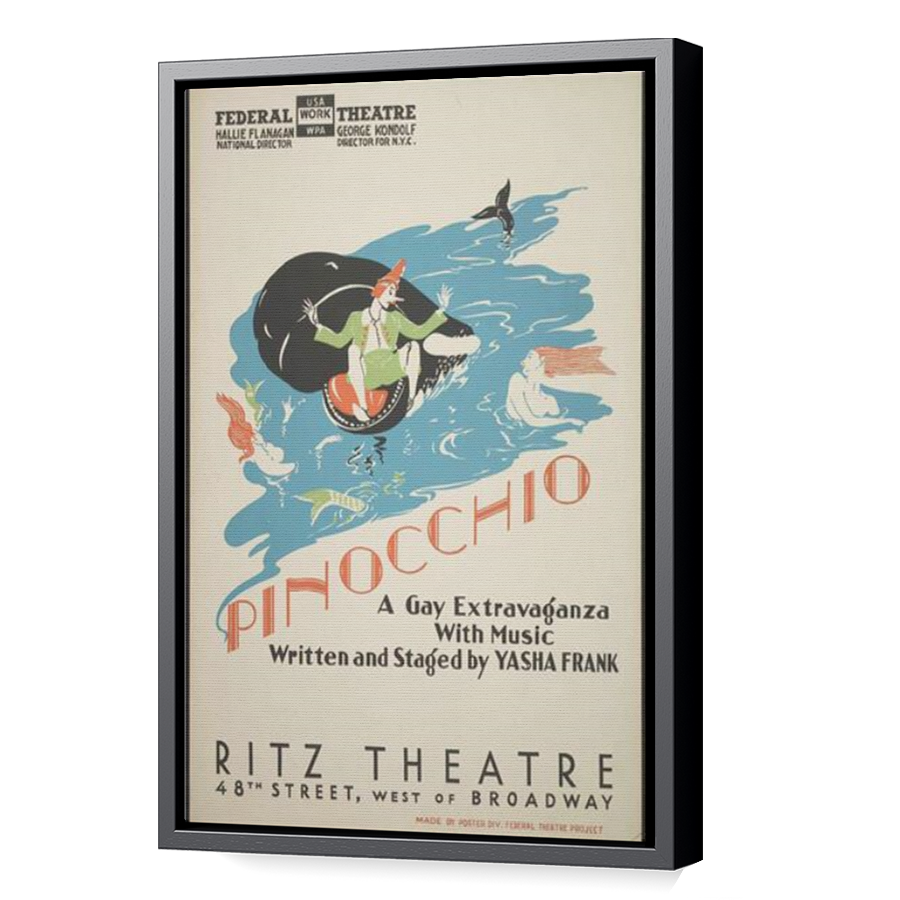 FEDERAL USA WORK WPA THEATRE
HALLIE FLANAGAN GEORGE KONDOLF
NATIONAL DIRECTOR DIRECTOR FOR N.Y.C.
PINOCCHIO
A Gay Extravaganza
With Music
Written and Staged by YASHA FRANK
RITZ THEATRE
48TH STREET, WEST OF BROADWAY
MADE BY POSTER DIV. FEDERAL THEATRE PROJECT